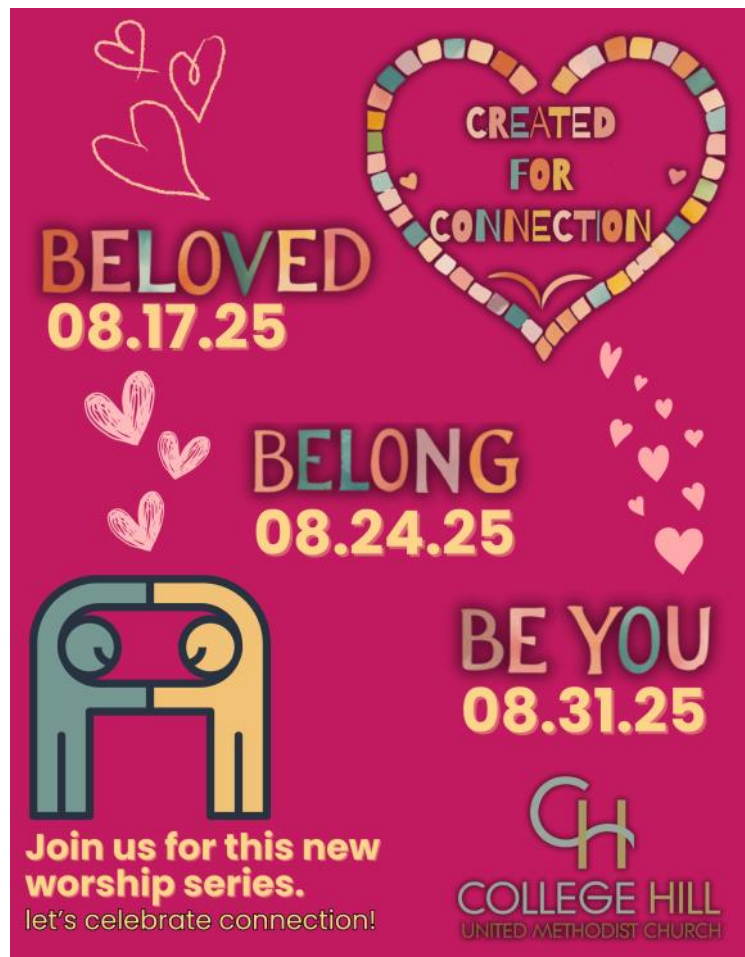 CREATED
FOR
CONNECTION
BELOVED
08.17.25
BELONG
08.24.25
BE YOU
08.31.25
Join us for this new
worship series.
let's celebrate connection!
CH
COLLEGE HILL
UNITED METHODIST CHURCH